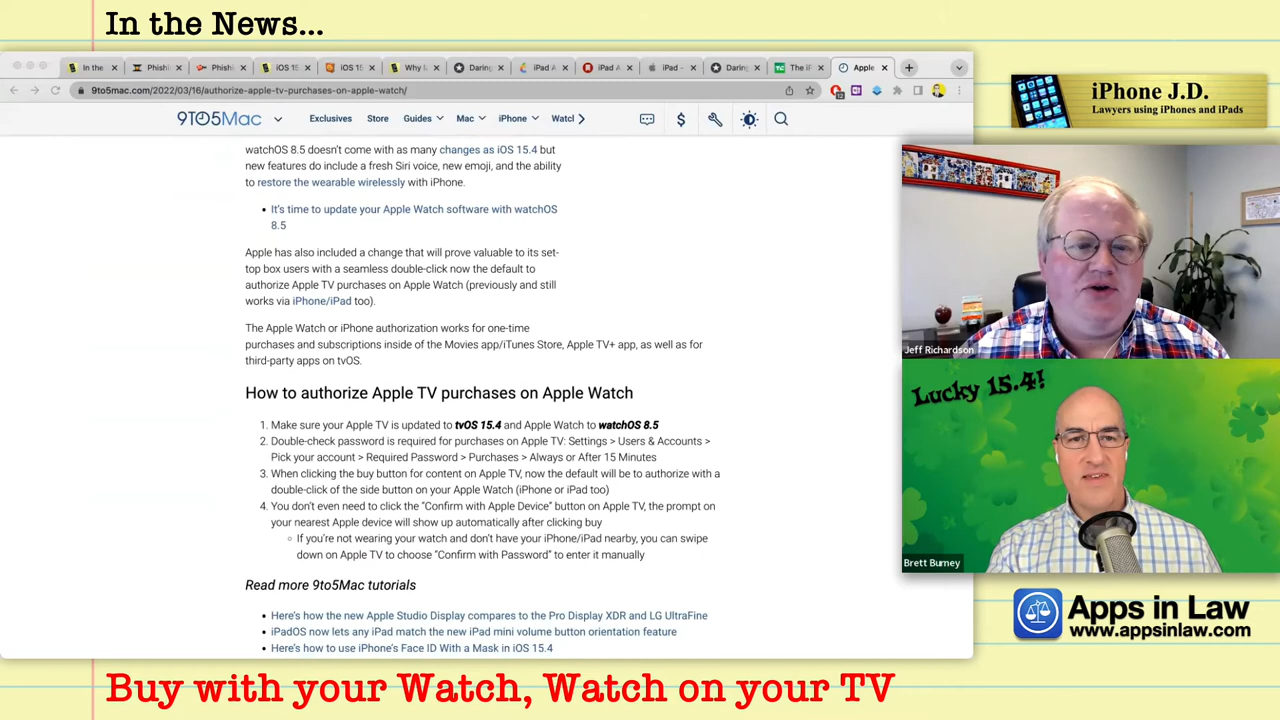 In the News...
In the
Phishi
Phishi
iOS 15
iOS 15.
Why I
Daring
iPad A
iPad A
iPad -
Daring
The iF
Apple
9to5mac.com/2022/03/16/authorize-apple-tv-purchases-on-apple-watch/
9TO5Mac
Exclusives
Store
Guides
Mac
iPhone
Watcl
watchOS 8.5 doesn't come with as many changes as iOS 15.4 but
new features do include a fresh Siri voice, new emoji, and the ability
to restore the wearable wirelessly with iPhone.
• It's time to update your Apple Watch software with watchOS
8.5
Apple has also included a change that will prove valuable to its set-
top box users with a seamless double-click now the default to
authorize Apple TV purchases on Apple Watch (previously and still
works via iPhone/iPad too).
The Apple Watch or iPhone authorization works for one-time
purchases and subscriptions inside of the Movies app/iTunes Store, Apple TV+ app, as well as for
third-party apps on tvOS.
How to authorize Apple TV purchases on Apple Watch
1. Make sure your Apple TV is updated to tvOS 15.4 and Apple Watch to watchOS 8.5
2. Double-check password is required for purchases on Apple TV: Settings > Users & Accounts >
Pick your account > Required Password > Purchases > Always or After 15 Minutes
3. When clicking the buy button for content on Apple TV, now the default will be to authorize with a
double-click of the side button on your Apple Watch (iPhone or iPad too)
4. You don't even need to click the “Confirm with Apple Device” button on Apple TV, the prompt on
your nearest Apple device will show up automatically after clicking buy
◦ If you're not wearing your watch and don't have your iPhone/iPad nearby, you can swipe
down on Apple TV to choose “Confirm with Password” to enter it manually
Read more 9to5Mac tutorials
• Here's how the new Apple Studio Display compares to the Pro Display XDR and LG UltraFine
• iPadOS now lets any iPad match the new iPad mini volume button orientation feature
• Here's how to use iPhone's Face ID With a Mask in iOS 15.4
iPhone J.D.
Lawyers using iPhones and iPads
Jeff Richardson
Lucky 15.4!
Brett Burney
Apps in Law
www.appsinlaw.com
Buy with your Watch, Watch on your TV